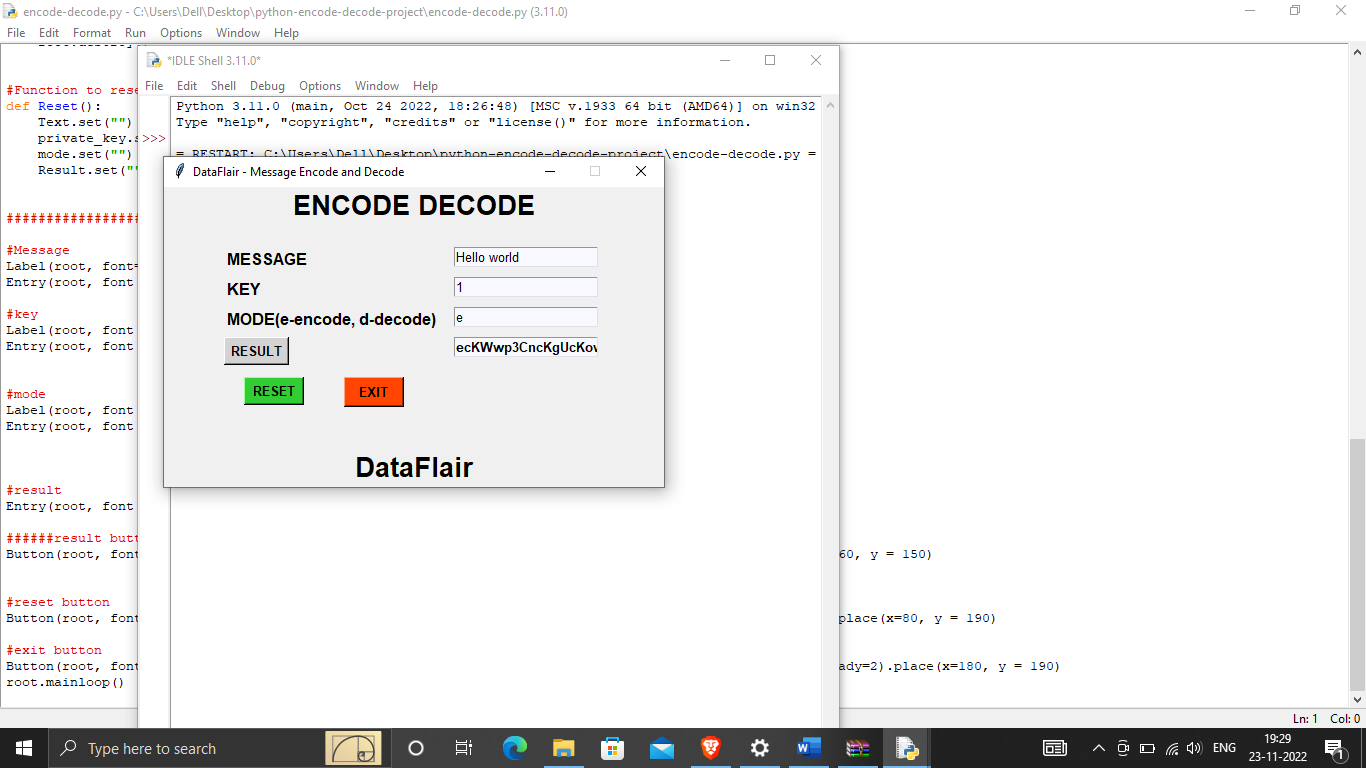 encode-decode.py - C:\Users\Dell\Desktop\python-encode-decode-project\encode-decode.py (3.11.0)
File Edit Format Run Options Window Help
#Function to rese
def Reset():
Text.set("")
private_key.s
mode.set("")
Result.set(""
#################
#Message
Label(root, font=
Entry(root, font
#key
Label(root, font
Entry(root, font
#mode
Label(root, font
Entry(root, font
#result
Entry(root, font
######result butt
Button(root, font 60, y = 150)
#reset button
Button(root, font place(x=80, y = 190)
#exit button
Button(root, font ady=2).place(x=180, y = 190)
root.mainloop()
Ln: 1 Col: 0
*IDLE Shell 3.11.0*
File Edit Shell Debug Options Window Help
Python 3.11.0 (main, Oct 24 2022, 18:26:48) [MSC v.1933 64 bit (AMD64)] on win32
Type "help", "copyright", "credits" or "license()" for more information.
>>>
= RESTART: C:\Users\Dell\Desktop\python-encode-decode-project\encode-decode.py =
DataFlair - Message Encode and Decode
ENCODE DECODE
MESSAGE Hello world
KEY 1
MODE(e-encode, d-decode) e
RESULT ecKWwp3CncKgUcKov
RESET EXIT
DataFlair
Type here to search
ENG
19:29
23-11-2022
1